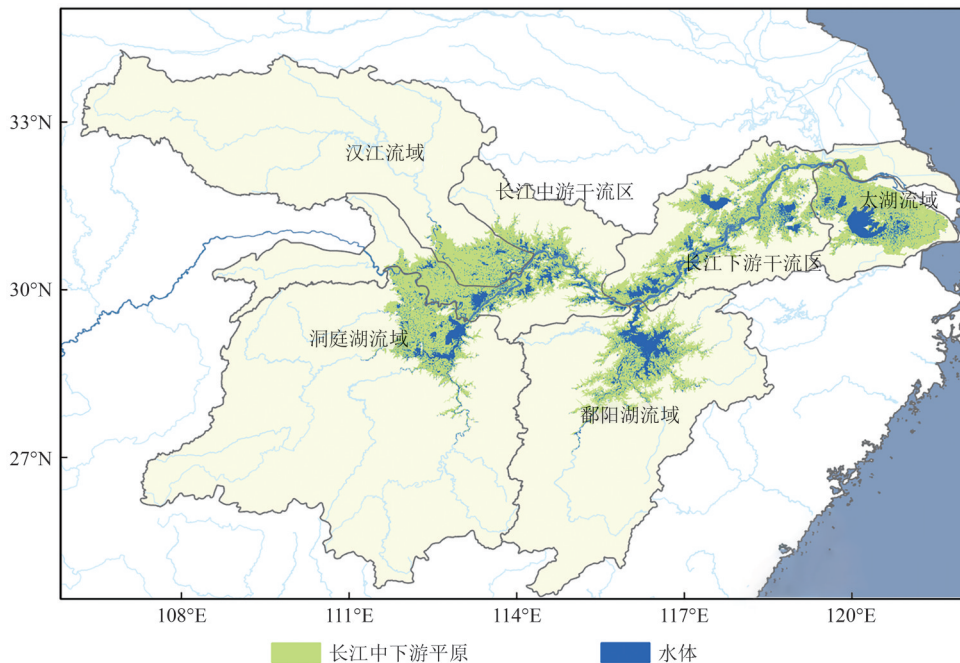 33°N
汉江流域
长江中游干流区
太湖流域
长江下游干流区
30°N
洞庭湖流域
鄱阳湖流域
27°N
108°E
111°E
114°E
117°E
120°E
长江中下游平原
水体